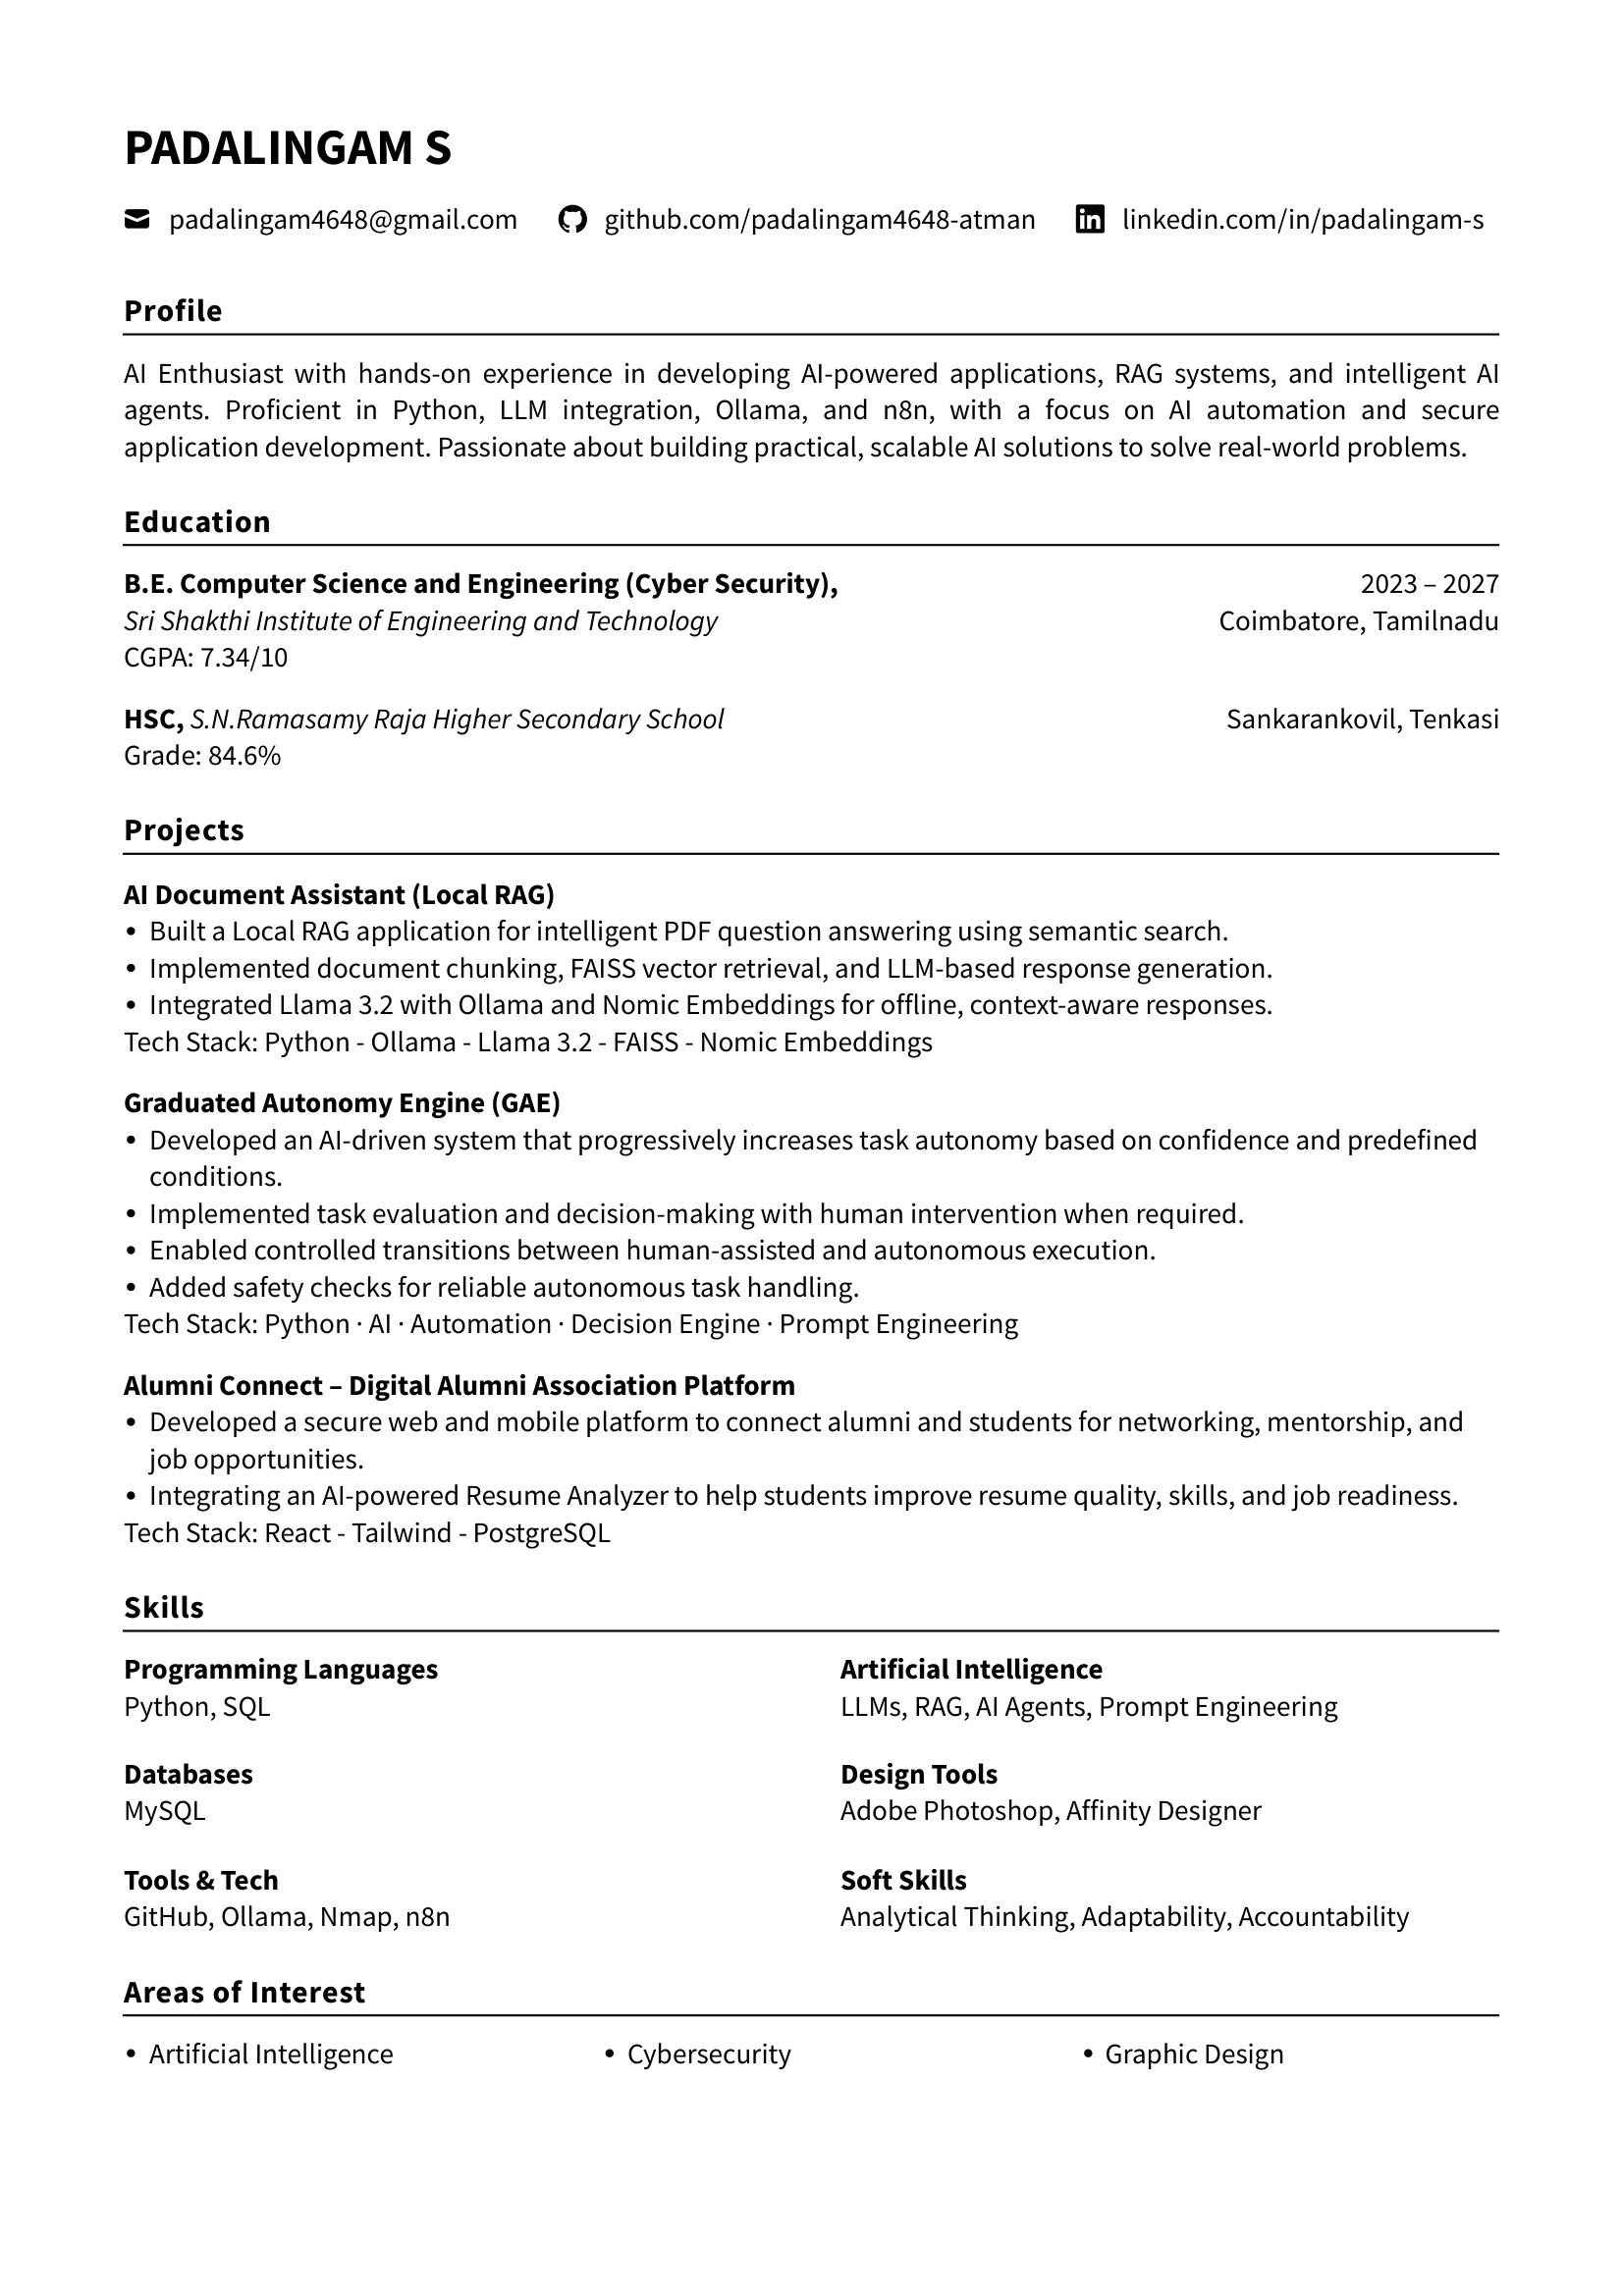 PADALINGAM S
padalingam4648@gmail.com github.com/padalingam4648-atman linkedin.com/in/padalingam-s
Profile
AI Enthusiast with hands-on experience in developing AI-powered applications, RAG systems, and intelligent AI
agents. Proficient in Python, LLM integration, Ollama, and n8n, with a focus on AI automation and secure
application development. Passionate about building practical, scalable AI solutions to solve real-world problems.
Education
B.E. Computer Science and Engineering (Cyber Security), 2023 – 2027
Sri Shakthi Institute of Engineering and Technology Coimbatore, Tamilnadu
CGPA: 7.34/10
HSC, S.N.Ramasamy Raja Higher Secondary School Sankarankovil, Tenkasi
Grade: 84.6%
Projects
AI Document Assistant (Local RAG)
• Built a Local RAG application for intelligent PDF question answering using semantic search.
• Implemented document chunking, FAISS vector retrieval, and LLM-based response generation.
• Integrated Llama 3.2 with Ollama and Nomic Embeddings for offline, context-aware responses.
Tech Stack: Python - Ollama - Llama 3.2 - FAISS - Nomic Embeddings
Graduated Autonomy Engine (GAE)
• Developed an AI-driven system that progressively increases task autonomy based on confidence and predefined
conditions.
• Implemented task evaluation and decision-making with human intervention when required.
• Enabled controlled transitions between human-assisted and autonomous execution.
• Added safety checks for reliable autonomous task handling.
Tech Stack: Python · AI · Automation · Decision Engine · Prompt Engineering
Alumni Connect – Digital Alumni Association Platform
• Developed a secure web and mobile platform to connect alumni and students for networking, mentorship, and
job opportunities.
• Integrating an AI-powered Resume Analyzer to help students improve resume quality, skills, and job readiness.
Tech Stack: React - Tailwind - PostgreSQL
Skills
Programming Languages Artificial Intelligence
Python, SQL LLMs, RAG, AI Agents, Prompt Engineering
Databases Design Tools
MySQL Adobe Photoshop, Affinity Designer
Tools & Tech Soft Skills
GitHub, Ollama, Nmap, n8n Analytical Thinking, Adaptability, Accountability
Areas of Interest
• Artificial Intelligence • Cybersecurity • Graphic Design